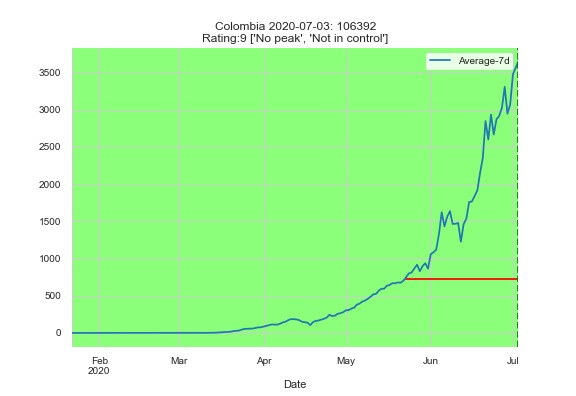 Colombia 2020-07-03: 106392
Rating:9 ['No peak', 'Not in control']
Average-7d
3500
3000
2500
2000
1500
1000
500
0
Feb Mar Apr May Jun Jul
2020
Date